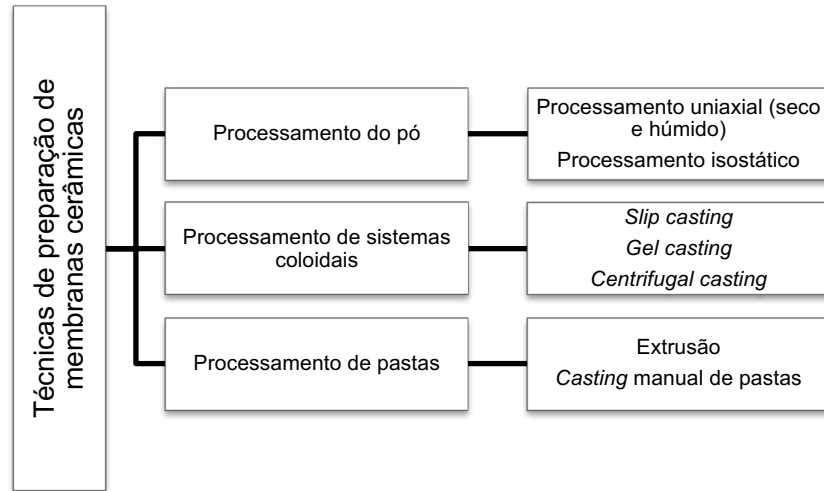 Técnicas de preparação de
membranas cerâmicas
Processamento do pó
Processamento uniaxial (seco
e húmido)
Processamento isostático
Processamento de sistemas
coloidais
Slip casting
Gel casting
Centrifugal casting
Processamento de pastas
Extrusão
Casting manual de pastas